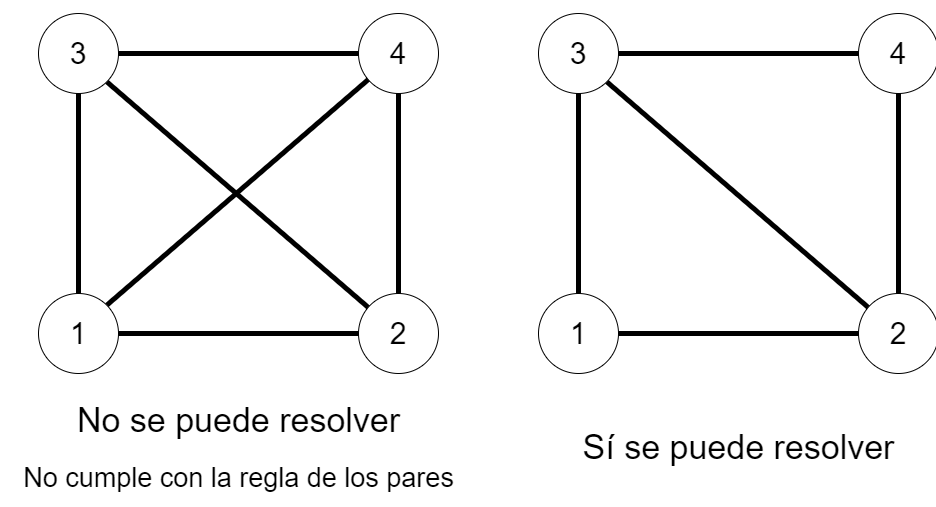 3 4
1 2
No se puede resolver
No cumple con la regla de los pares
3 4
1 2
Sí se puede resolver